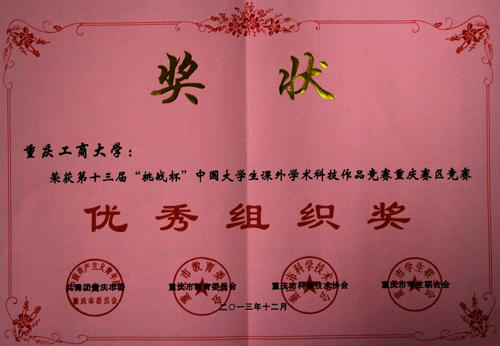 奖 状
重庆工商大学：
荣获第十三届“挑战杯”中国大学生课外学术科技作品竞赛重庆赛区竞赛
优秀组织奖
共青团重庆市委 重庆市教育委员会 重庆市科学技术协会 重庆市学生联合会
二〇一三年十二月